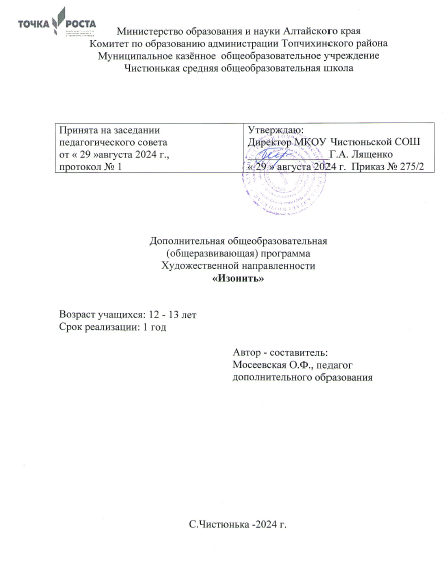 ТОЧКА РОСТА
Министерство образования и науки Алтайского края
Комитет по образованию администрации Топчихинского района
Муниципальное казённое общеобразовательное учреждение
Чистюнькая средняя общеобразовательная школа
Принята на заседании
педагогического совета
от « 29 »августа 2024 г.,
протокол № 1
Утверждаю:
Директор МКОУ Чистюньской СОШ
Г.А. Лященко
« 29 » августа 2024 г. Приказ № 275/2
Дополнительная общеобразовательная
(общеразвивающая) программа
Художественной направленности
«Изонить»
Возраст учащихся: 12 - 13 лет
Срок реализации: 1 год
Автор - составитель:
Мосеевская О.Ф., педагог
дополнительного образования
С.Чистюнька -2024 г.